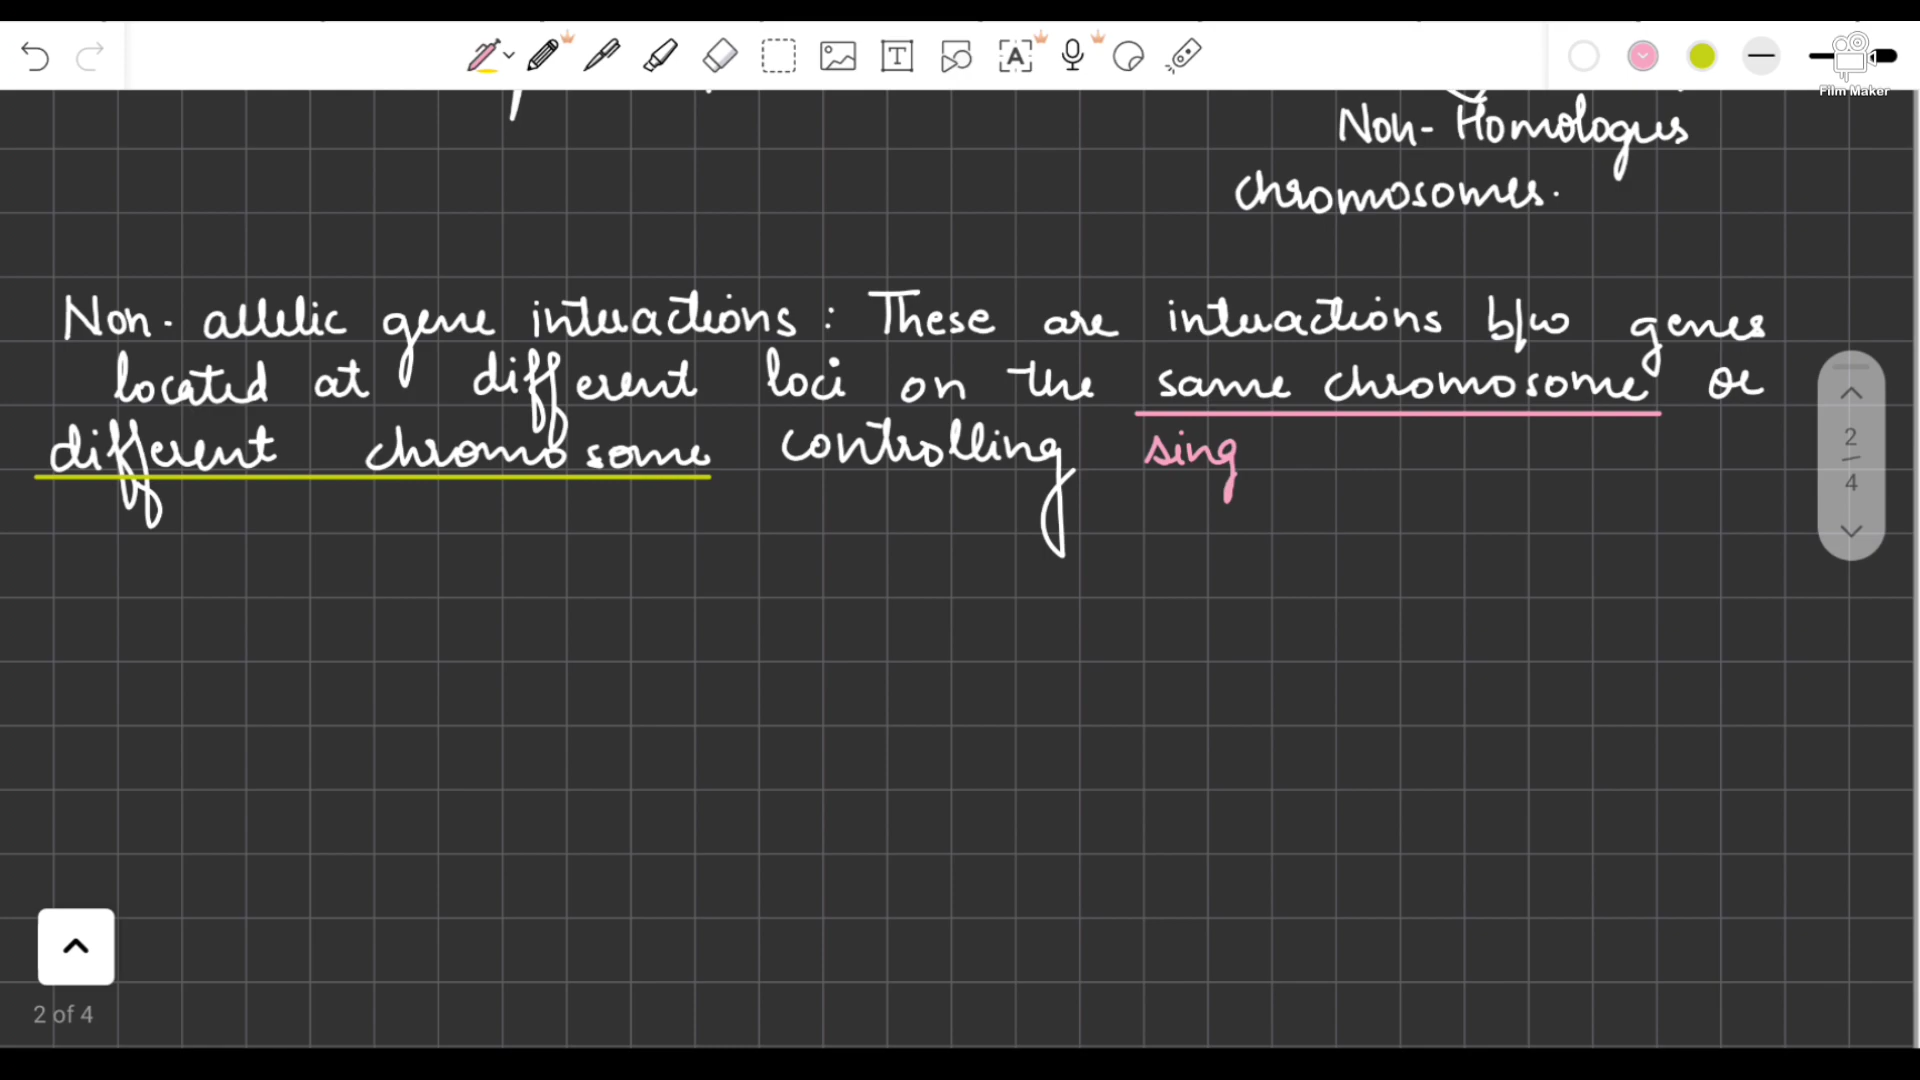 Film Maker
Non-Homologus
chromosomes.
Non-allelic gene interactions: These are interactions b/w genes
located at different loci on the same chromosome or
different chromosome controlling sing
2
4
2 of 4